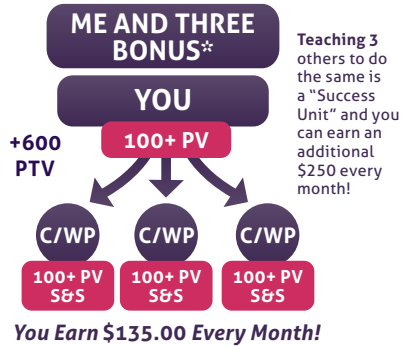 ME AND THREE
BONUS*
YOU
100+ PV
+600
PTV
Teaching 3
others to do
the same is
a “Success
Unit” and you
can earn an
additional
$250 every
month!
C/WP
C/WP
C/WP
100+ PV
S&S
100+ PV
S&S
100+ PV
S&S
You Earn $135.00 Every Month!